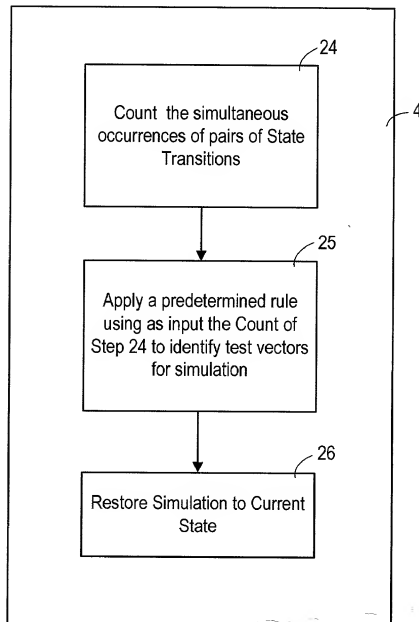 24
Count the simultaneous
occurrences of pairs of State
Transitions
4
25
Apply a predetermined rule
using as input the Count of
Step 24 to identify test vectors
for simulation
26
Restore Simulation to Current
State